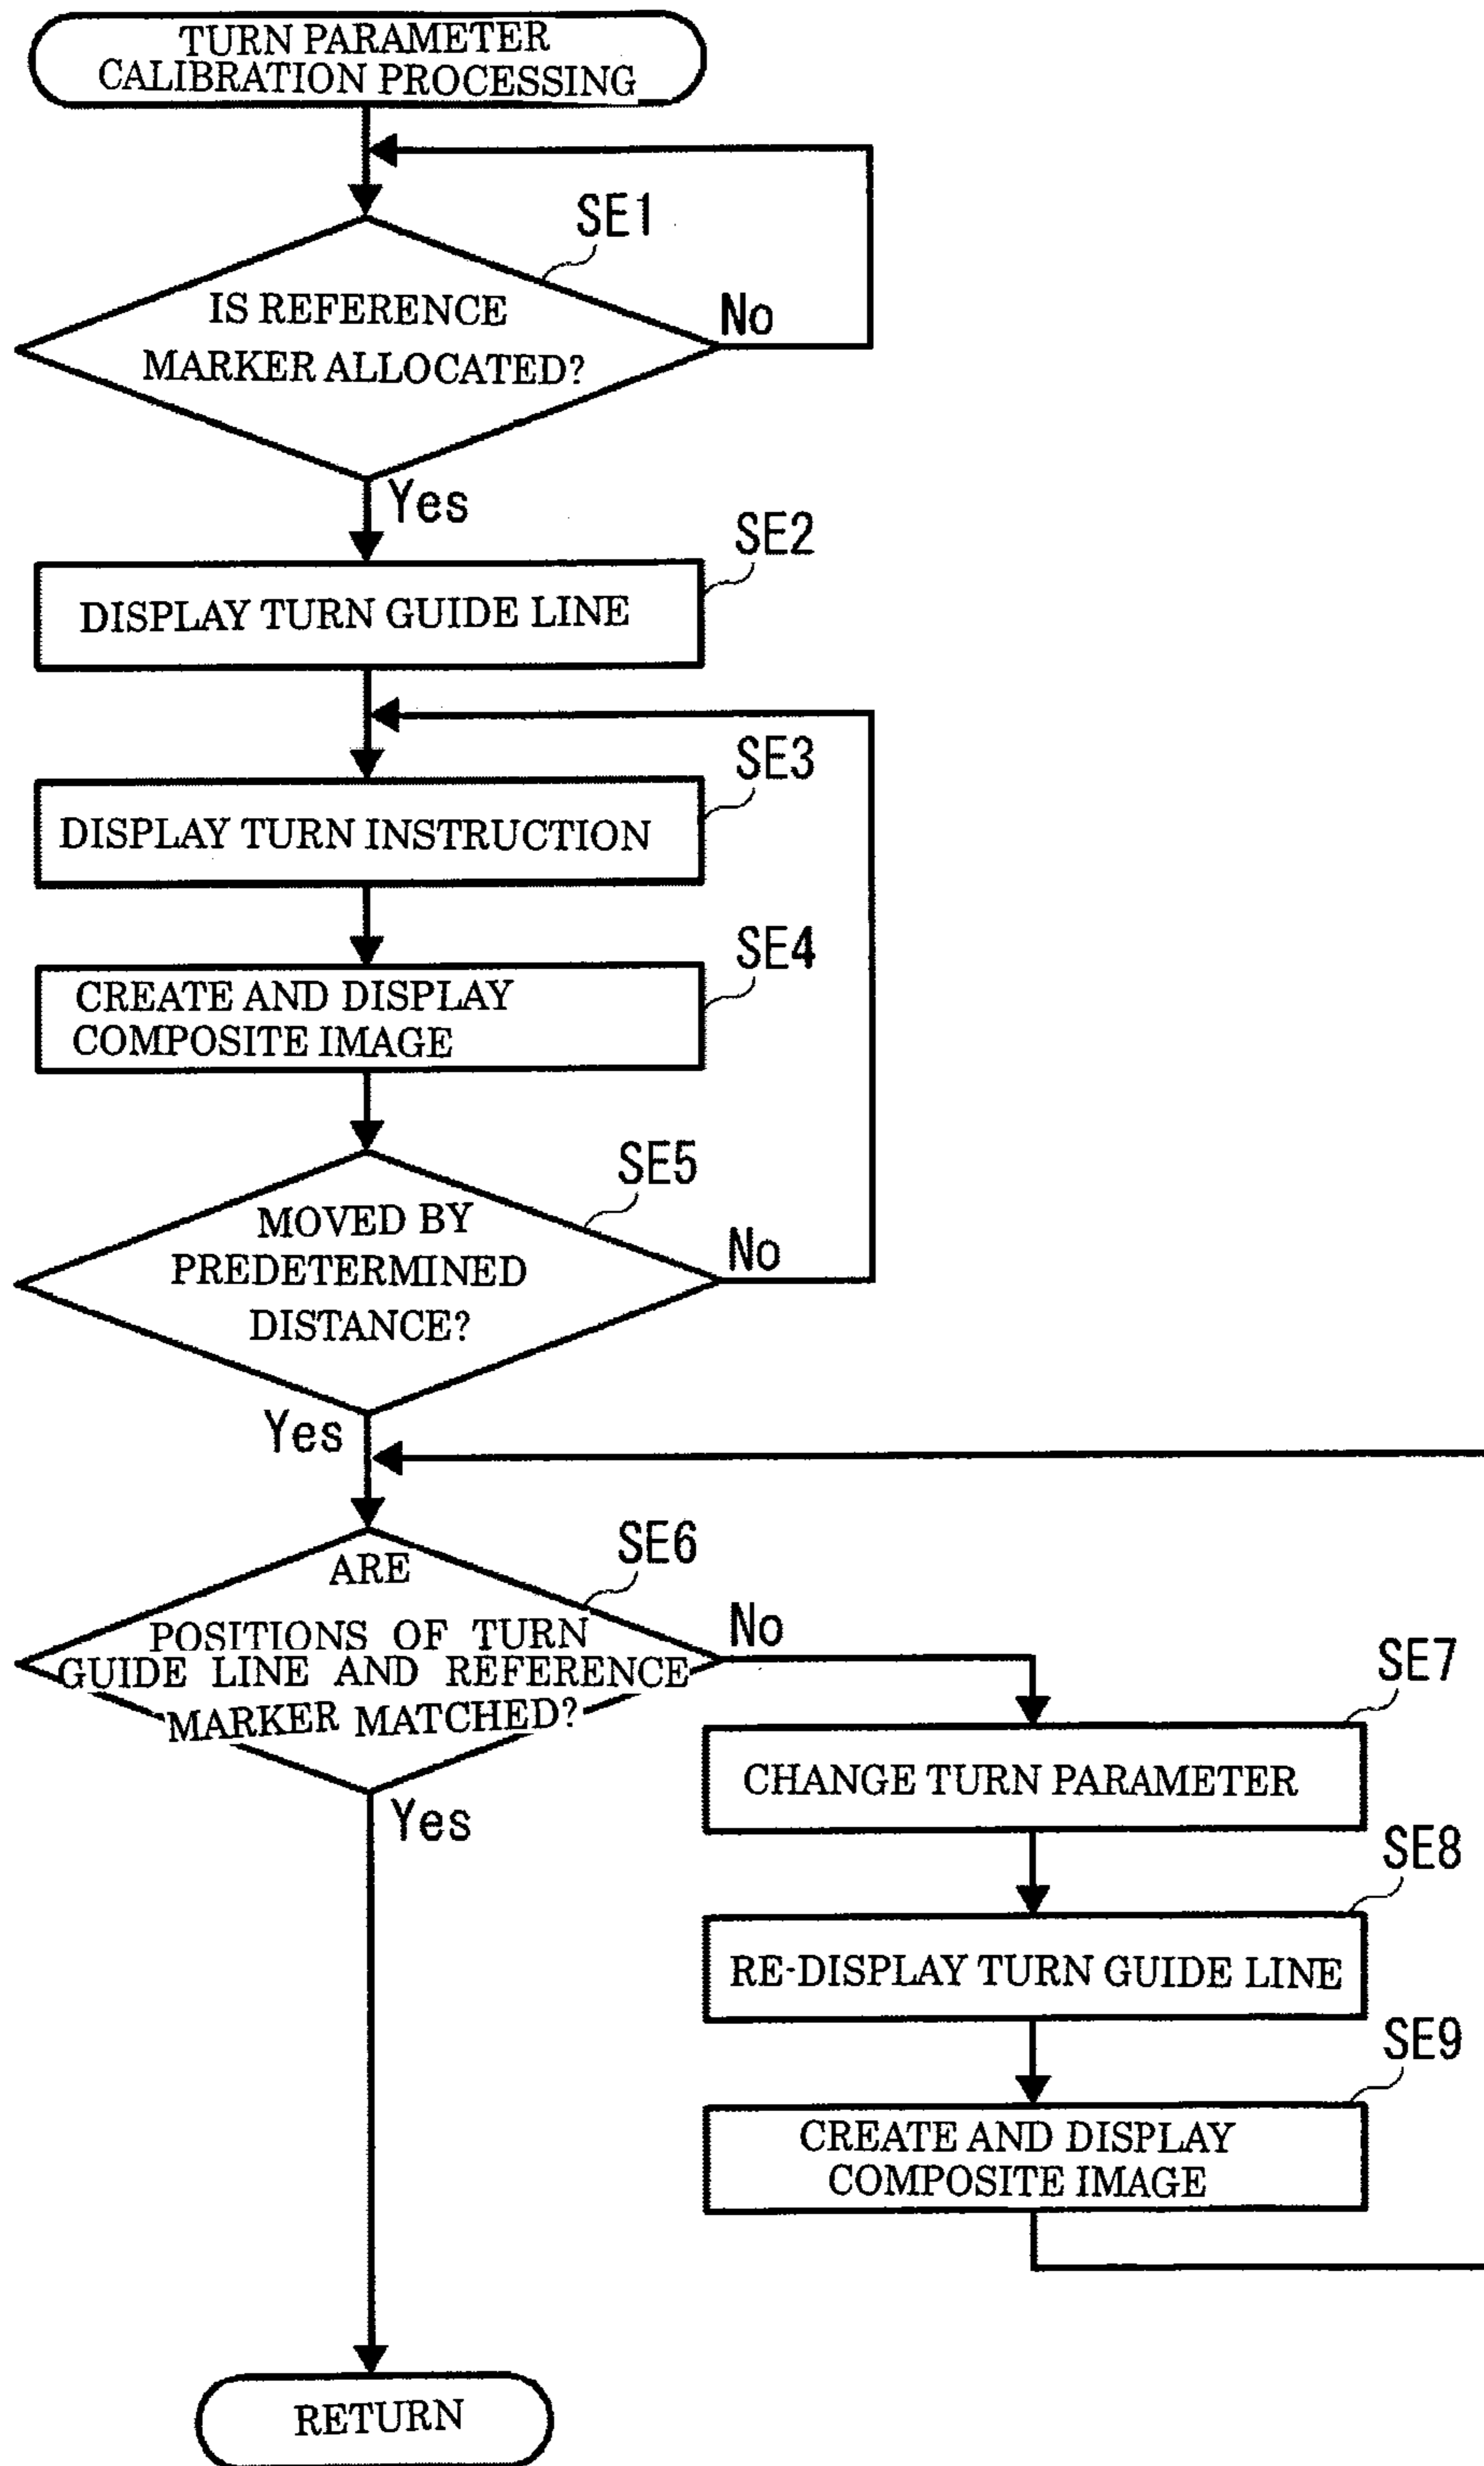 TURN PARAMETER
CALIBRATION PROCESSING
SE1
IS REFERENCE
MARKER ALLOCATED?
No
Yes
SE2
DISPLAY TURN GUIDE LINE
SE3
DISPLAY TURN INSTRUCTION
SE4
CREATE AND DISPLAY
COMPOSITE IMAGE
SE5
MOVED BY
PREDETERMINED
DISTANCE?
No
Yes
SE6
ARE
POSITIONS OF TURN
GUIDE LINE AND REFERENCE
MARKER MATCHED?
No
Yes
SE7
CHANGE TURN PARAMETER
SE8
RE-DISPLAY TURN GUIDE LINE
SE9
CREATE AND DISPLAY
COMPOSITE IMAGE
RETURN